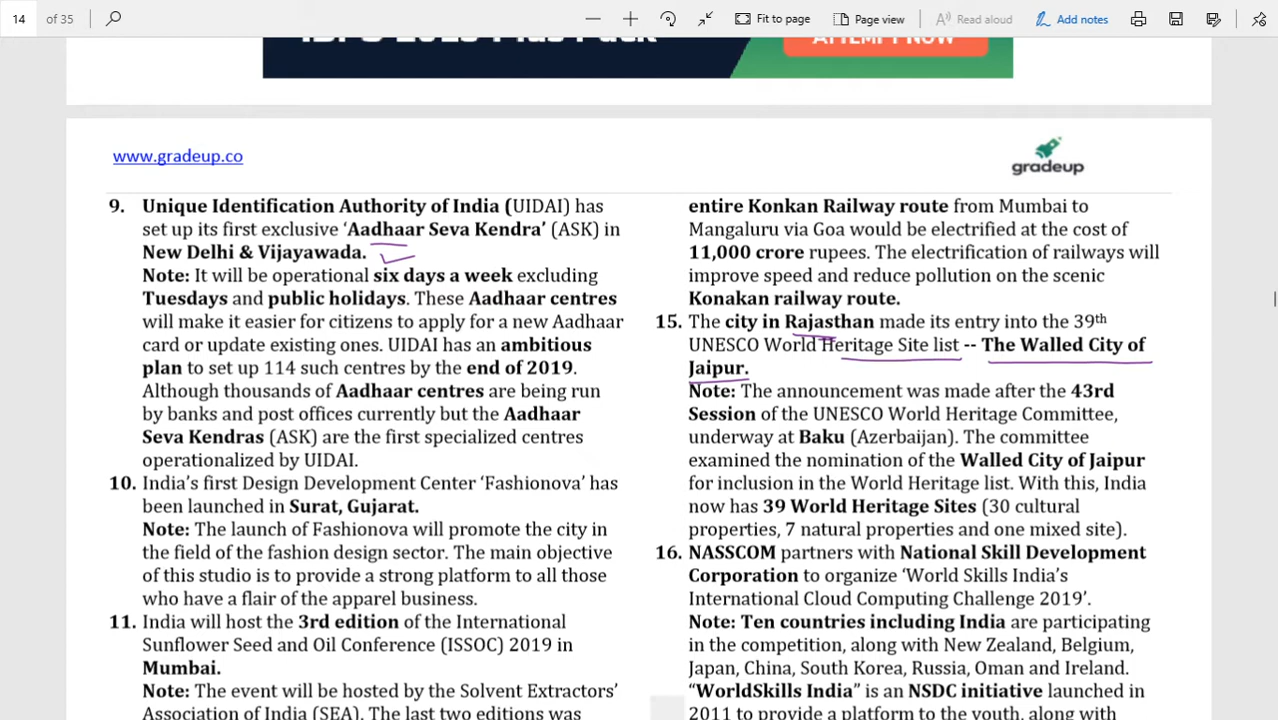 14 of 35
Fit to page
Page view
Read aloud
Add notes
ATTEMPT NOW
www.gradeup.co
gradeup
9. Unique Identification Authority of India (UIDAI) has
set up its first exclusive ‘Aadhaar Seva Kendra’ (ASK) in
New Delhi & Vijayawada.
Note: It will be operational six days a week excluding
Tuesdays and public holidays. These Aadhaar centres
will make it easier for citizens to apply for a new Aadhaar
card or update existing ones. UIDAI has an ambitious
plan to set up 114 such centres by the end of 2019.
Although thousands of Aadhaar centres are being run
by banks and post offices currently but the Aadhaar
Seva Kendras (ASK) are the first specialized centres
operationalized by UIDAI.
10. India’s first Design Development Center ‘Fashionova’ has
been launched in Surat, Gujarat.
Note: The launch of Fashionova will promote the city in
the field of the fashion design sector. The main objective
of this studio is to provide a strong platform to all those
who have a flair of the apparel business.
11. India will host the 3rd edition of the International
Sunflower Seed and Oil Conference (ISSOC) 2019 in
Mumbai.
Note: The event will be hosted by the Solvent Extractors’
Association of India (SEA). The last two editions was
entire Konkan Railway route from Mumbai to
Mangaluru via Goa would be electrified at the cost of
11,000 crore rupees. The electrification of railways will
improve speed and reduce pollution on the scenic
Konakan railway route.
15. The city in Rajasthan made its entry into the 39th
UNESCO World Heritage Site list -- The Walled City of
Jaipur.
Note: The announcement was made after the 43rd
Session of the UNESCO World Heritage Committee,
underway at Baku (Azerbaijan). The committee
examined the nomination of the Walled City of Jaipur
for inclusion in the World Heritage list. With this, India
now has 39 World Heritage Sites (30 cultural
properties, 7 natural properties and one mixed site).
16. NASSCOM partners with National Skill Development
Corporation to organize ‘World Skills India’s
International Cloud Computing Challenge 2019’.
Note: Ten countries including India are participating
in the competition, along with New Zealand, Belgium,
Japan, China, South Korea, Russia, Oman and Ireland.
“WorldSkills India” is an NSDC initiative launched in
2011 to provide a platform to the youth, along with